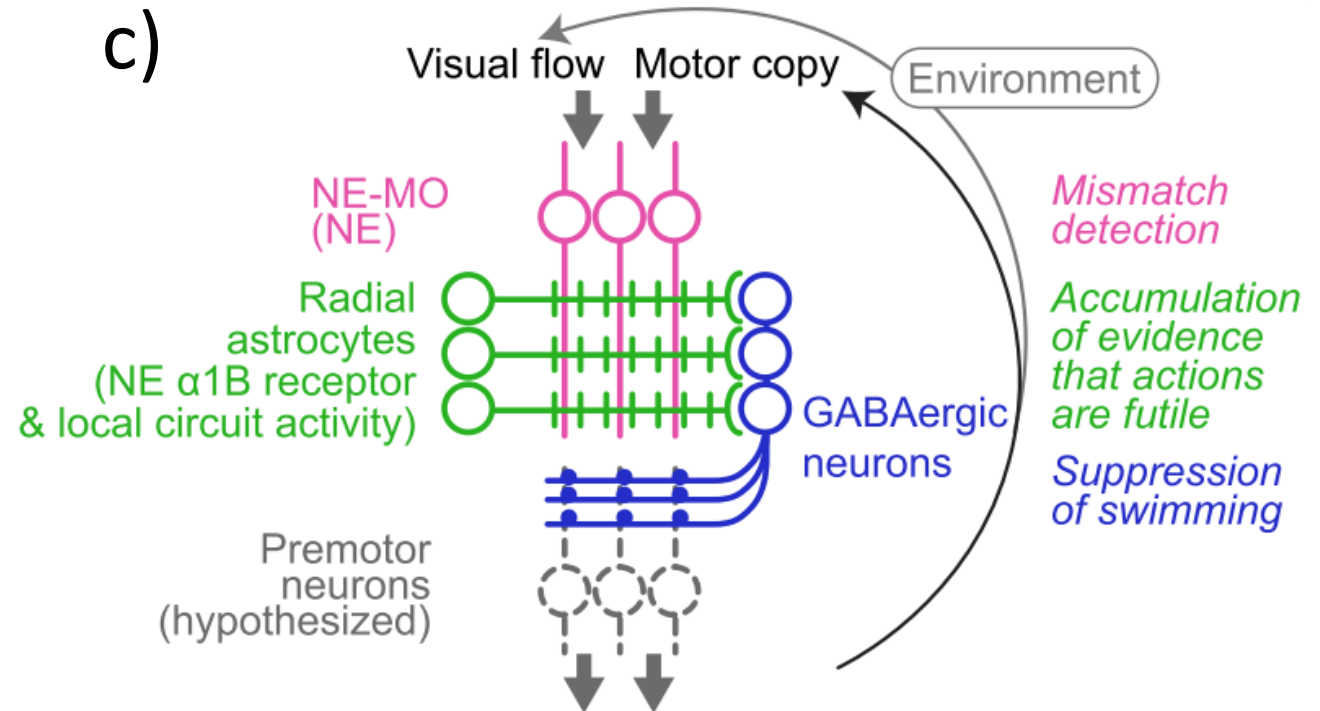 c)
Visual flow
Motor copy
Environment
NE-MO
(NE)
Mismatch
detection
Radial
astrocytes
(NE α1B receptor
& local circuit activity)
Accumulation
of evidence
that actions
are futile
GABAergic
neurons
Suppression
of swimming
Premotor
neurons
(hypothesized)